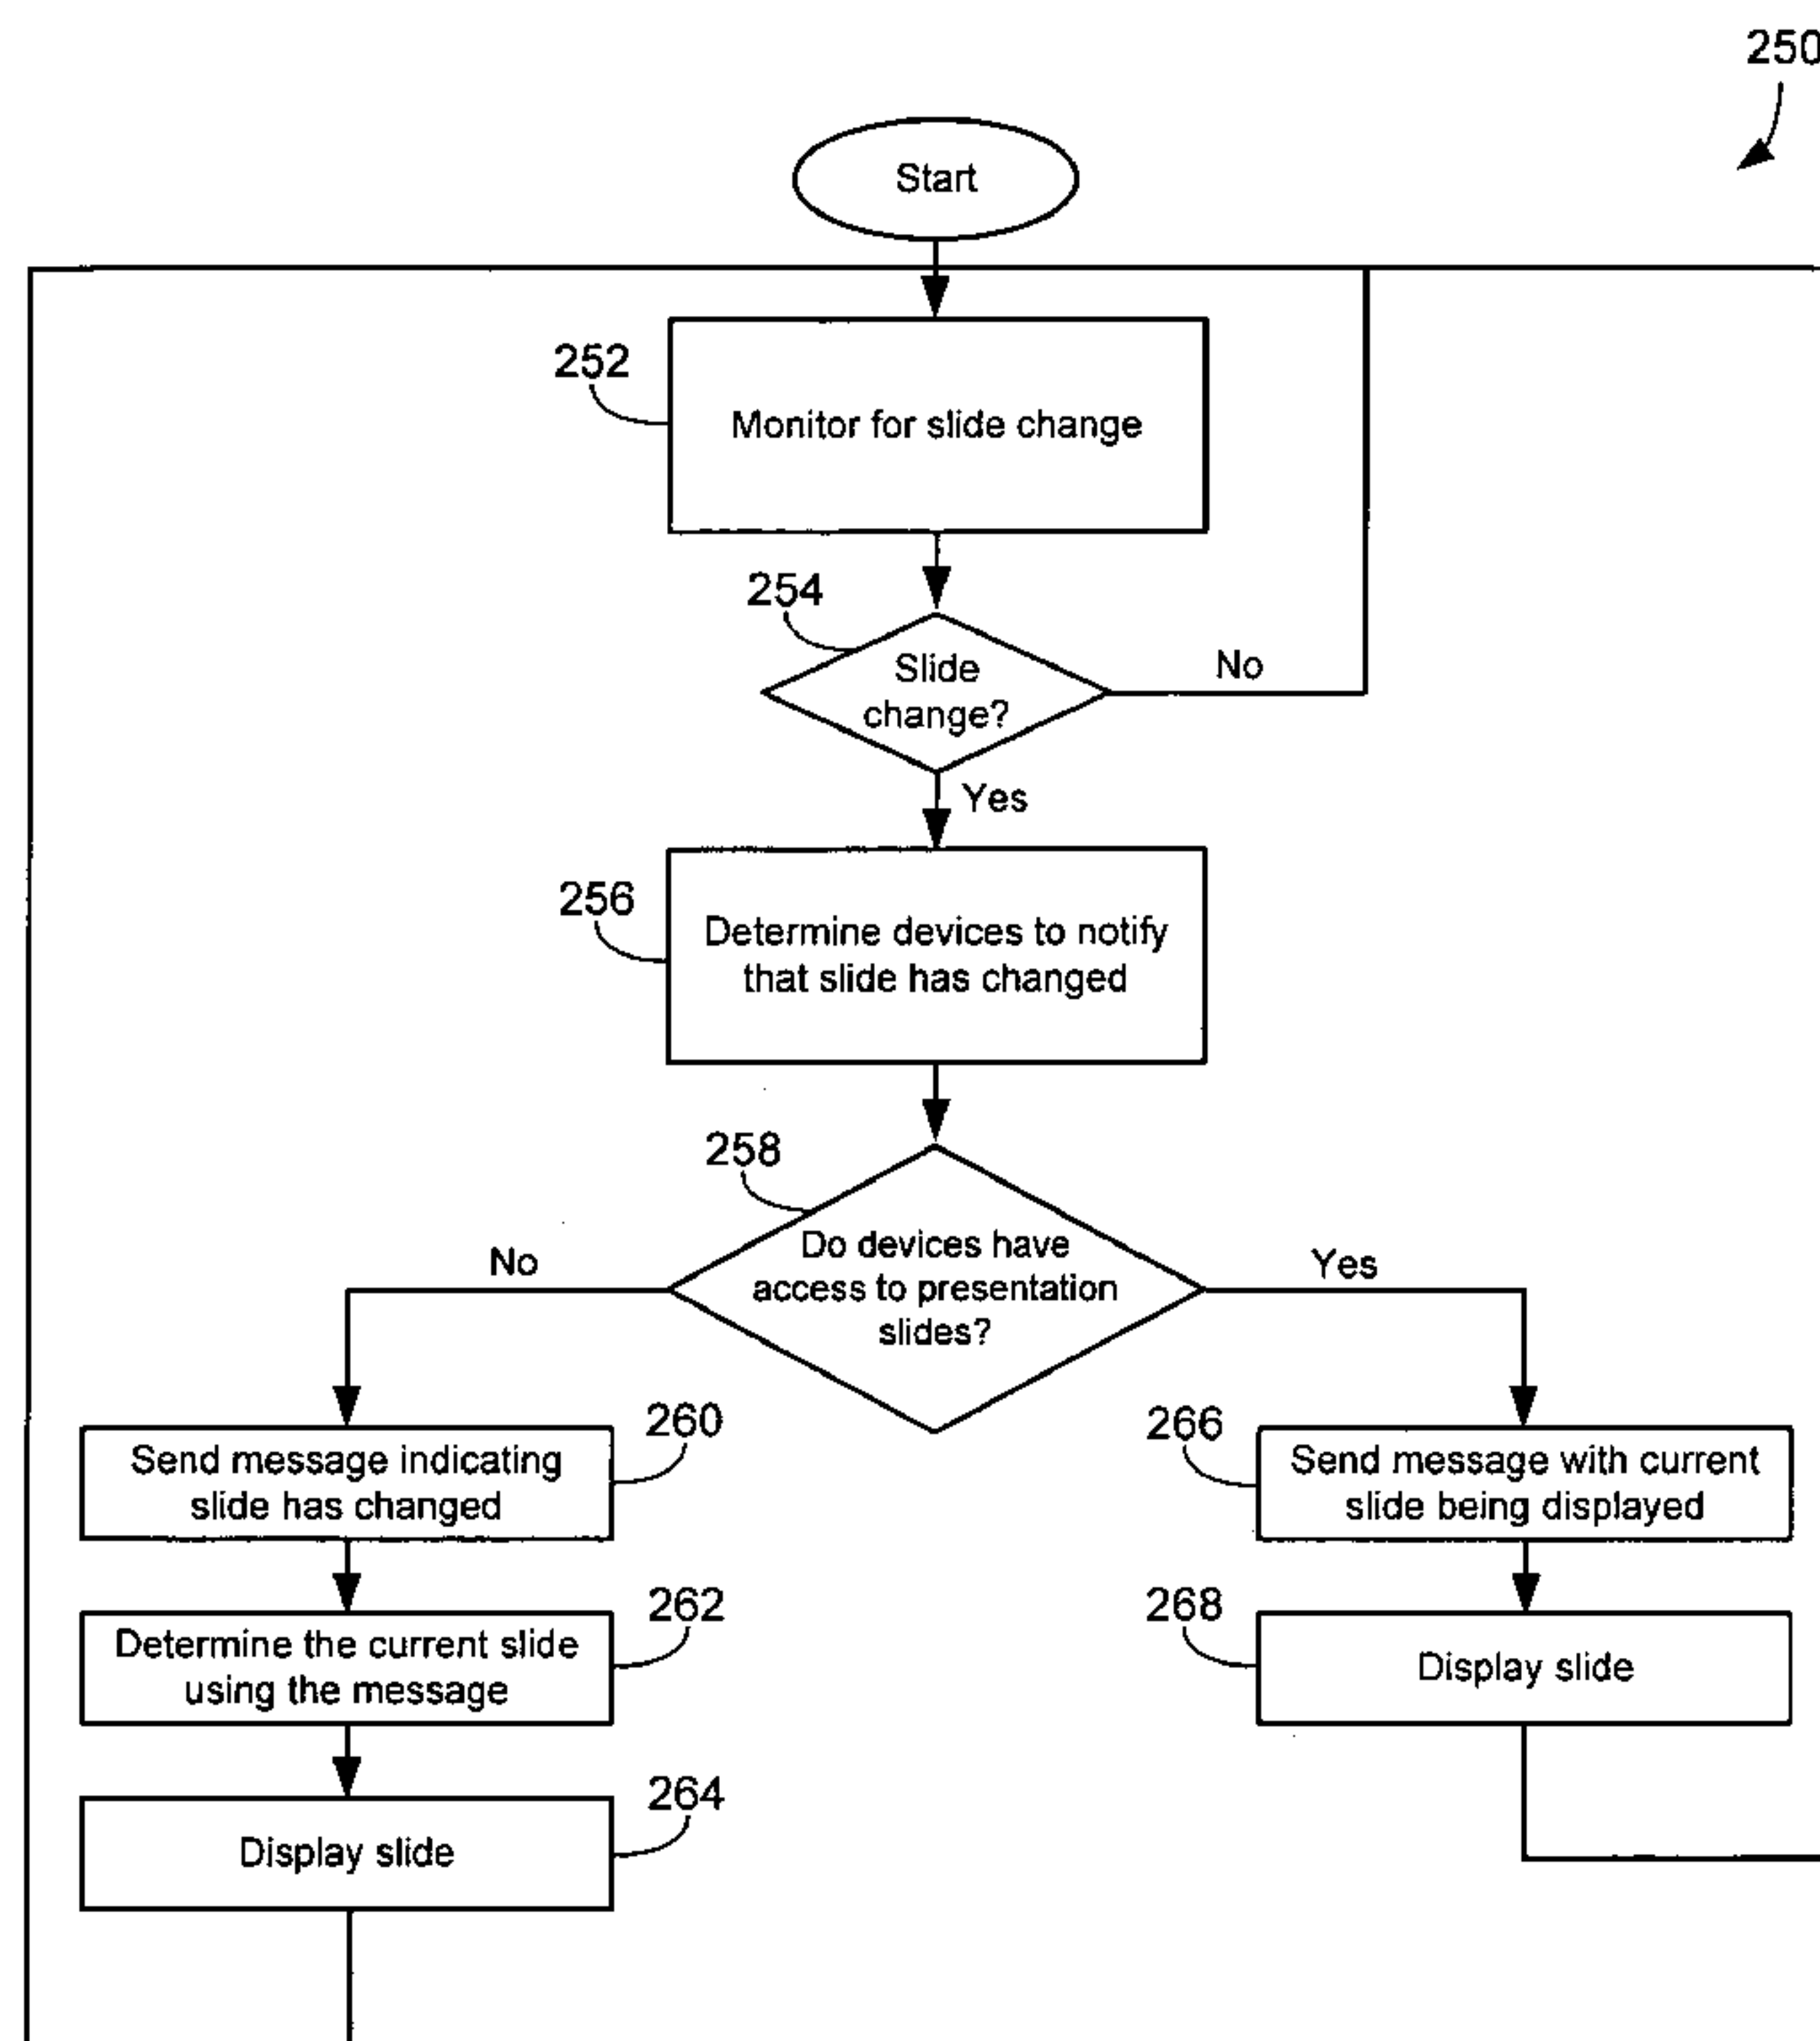 250
Start
252
Monitor for slide change
254
Slide
change?
No
Yes
256
Determine devices to notify
that slide has changed
258
Do devices have
access to presentation
slides?
No
Yes
260
Send message indicating
slide has changed
266
Send message with current
slide being displayed
262
Determine the current slide
using the message
268
Display slide
264
Display slide